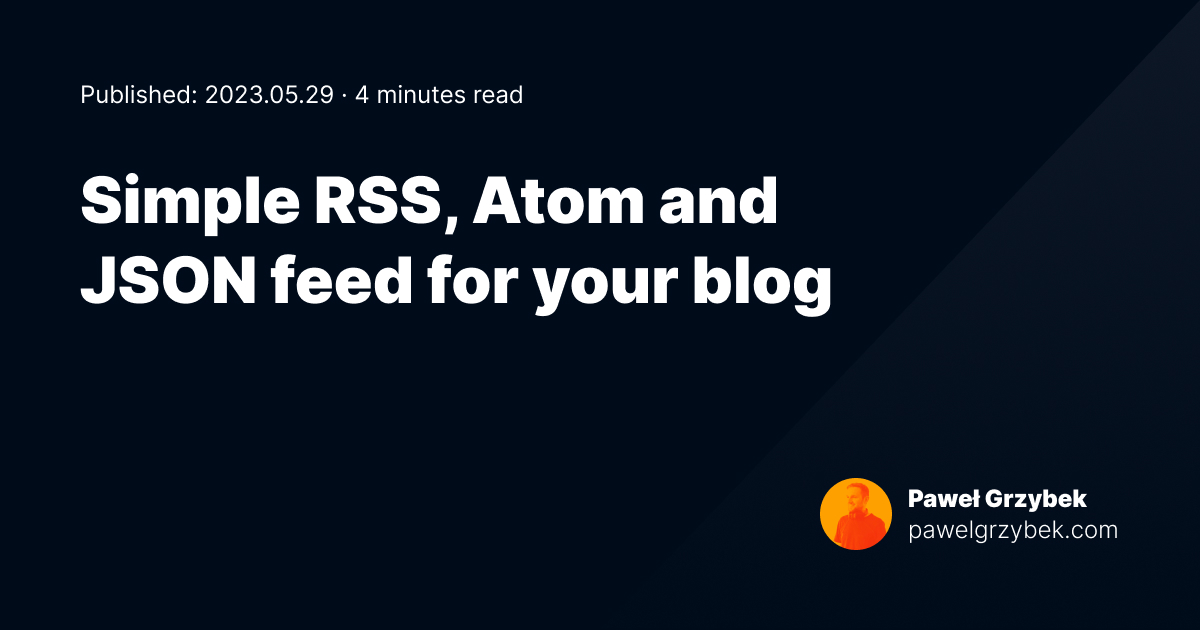 Published: 2023.05.29 · 4 minutes read
Simple RSS, Atom and
JSON feed for your blog
Paweł Grzybek
pawelgrzybek.com